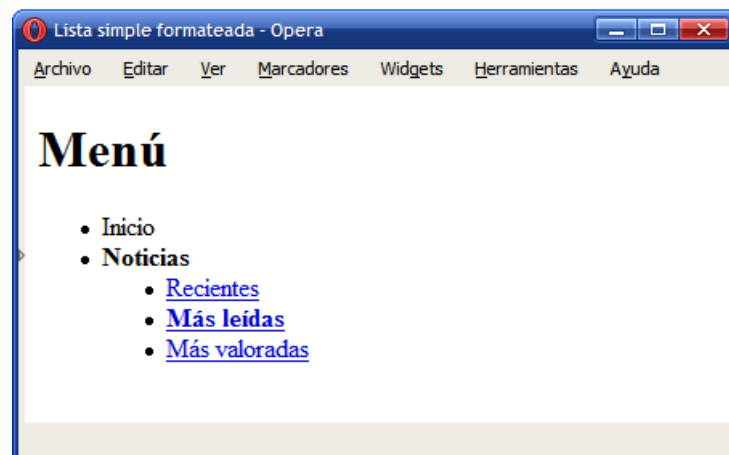 Lista simple formateada - Opera
Archivo Editar Ver Marcadores Widgets Herramientas Ayuda
Menú
Inicio
Noticias
Recientes
Más leídas
Más valoradas